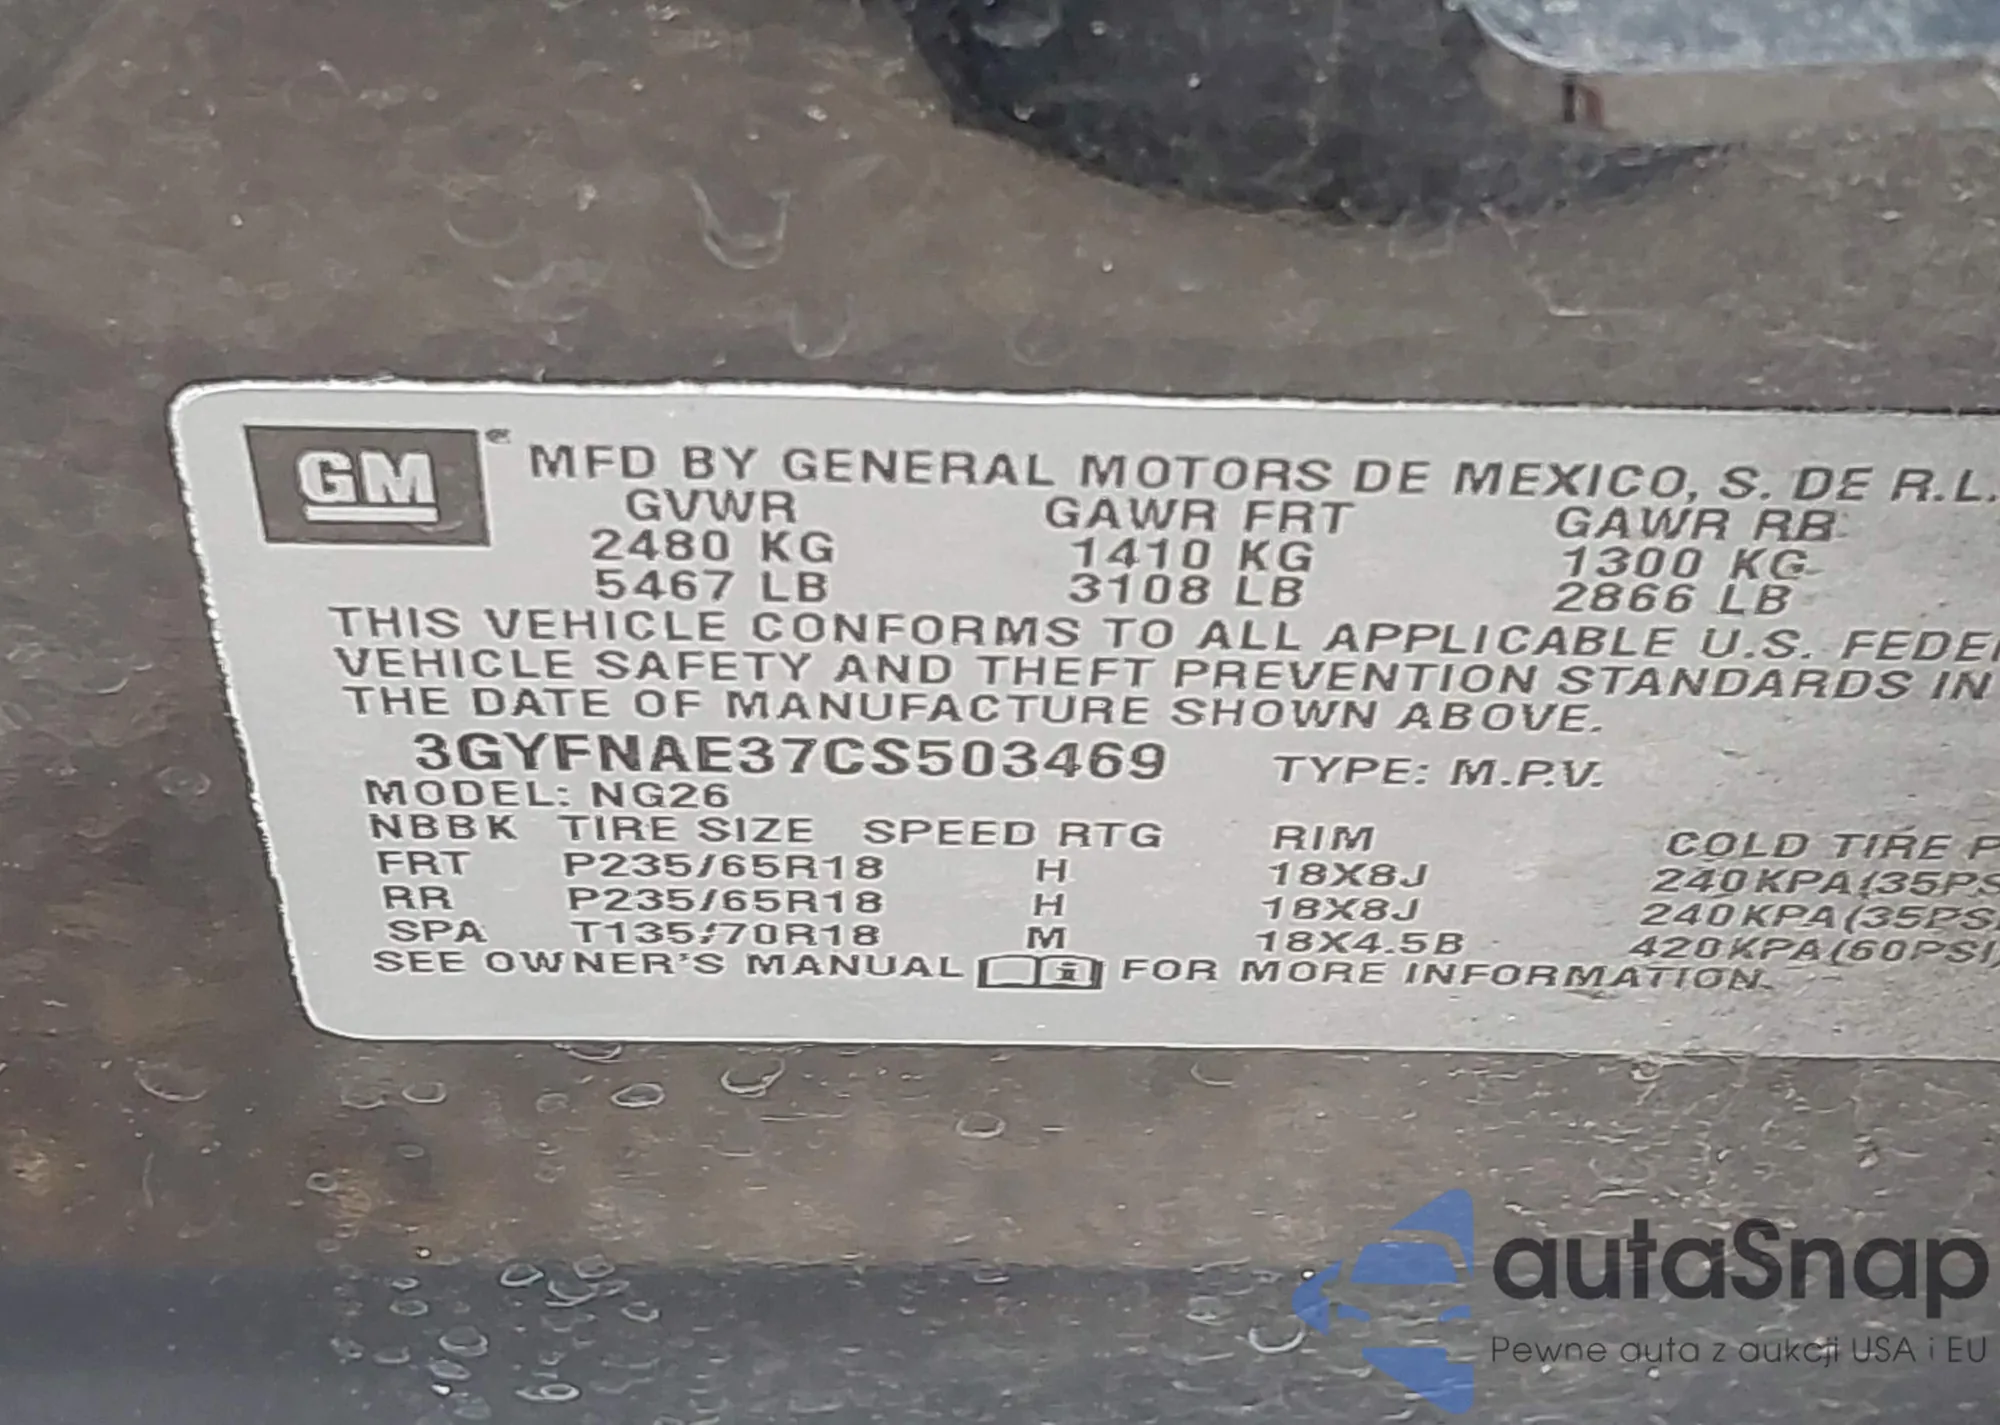 GM® MFD BY GENERAL MOTORS DE MEXICO, S. DE R.L.
GVWR GAWR FRT GAWR RR
2480 KG 1410 KG 1300 KG
5467 LB 3108 LB 2866 LB
THIS VEHICLE CONFORMS TO ALL APPLICABLE U.S. FEDE
VEHICLE SAFETY AND THEFT PREVENTION STANDARDS IN
THE DATE OF MANUFACTURE SHOWN ABOVE.
3GYFNAE37CS503469 TYPE: M.P.V.
MODEL: NG26
NBBK TIRE SIZE SPEED RTG RIM COLD TIRE P
FRT P235/65R18 H 18X8J 240KPA(35PS
RR P235/65R18 H 18X8J 240KPA(35PSI
SPA T135/70R18 M 18X4.5B 420KPA(60PSI)
SEE OWNER'S MANUAL FOR MORE INFORMATION.
autaSnap
Pewne auta z aukcji USA i EU